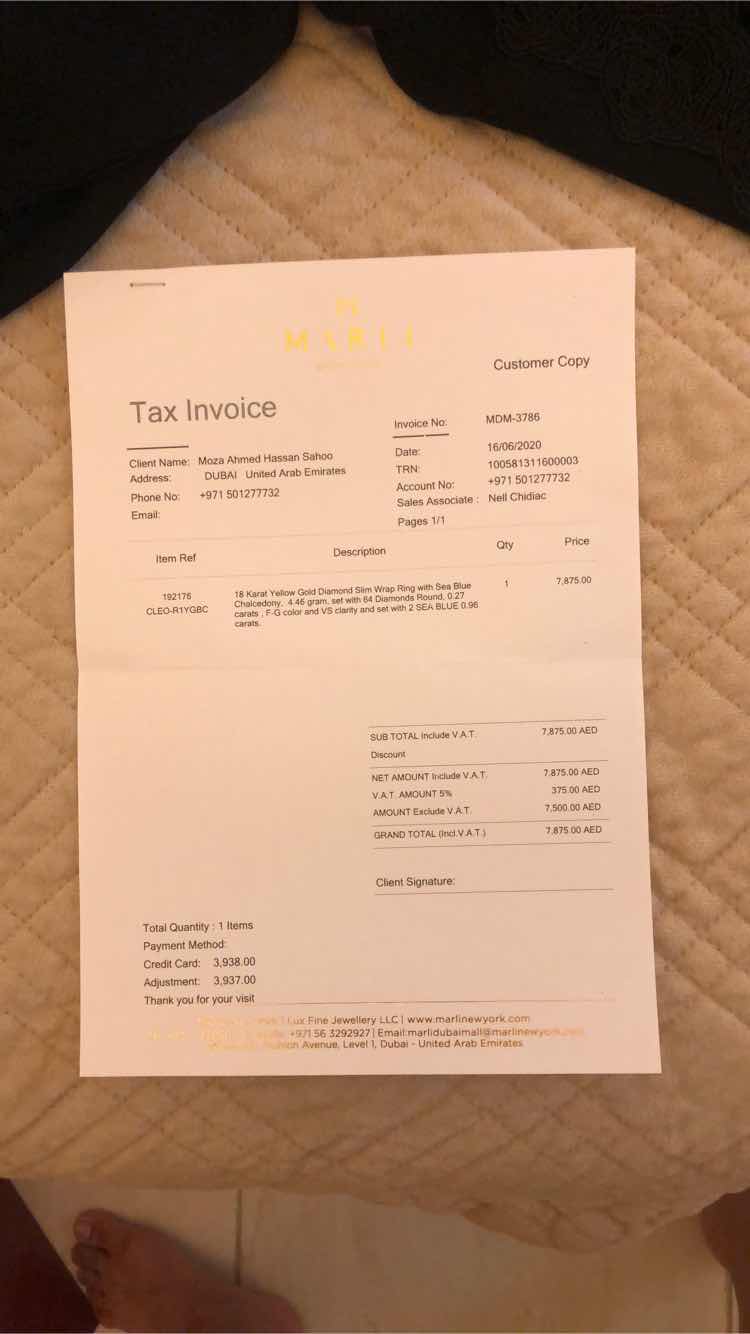 MARLI
Customer Copy
Tax Invoice
Invoice No: MDM-3786
Client Name: Moza Ahmed Hassan Sahoo
Address: DUBAI United Arab Emirates
Phone No: +971 501277732
Email:
Date: 16/06/2020
TRN: 100581311600003
Account No: +971 501277732
Sales Associate : Nell Chidiac
Pages 1/1
Item Ref Description Qty Price
192176 18 Karat Yellow Gold Diamond Slim Wrap Ring with Sea Blue 1 7,875.00
CLEO-R1YGBC Chalcedony, 4.46 gram, set with 64 Diamonds Round, 0.27
carats , F-G color and VS clarity and set with 2 SEA BLUE 0.96
carats.
SUB TOTAL Include V.A.T. 7,875.00 AED
Discount
NET AMOUNT Include V.A.T. 7,875.00 AED
V.A.T. AMOUNT 5% 375.00 AED
AMOUNT Exclude V.A.T. 7,500.00 AED
GRAND TOTAL (Incl.V.A.T.) 7,875.00 AED
Client Signature:
Total Quantity : 1 Items
Payment Method:
Credit Card: 3,938.00
Adjustment: 3,937.00
Thank you for your visit
Lux Fine Jewellery LLC | www.marlinewyork.com
+971 56 3292927 | Email:marlidubaimall@marlinewyork.com
Avenue, Level 1, Dubai - United Arab Emirates